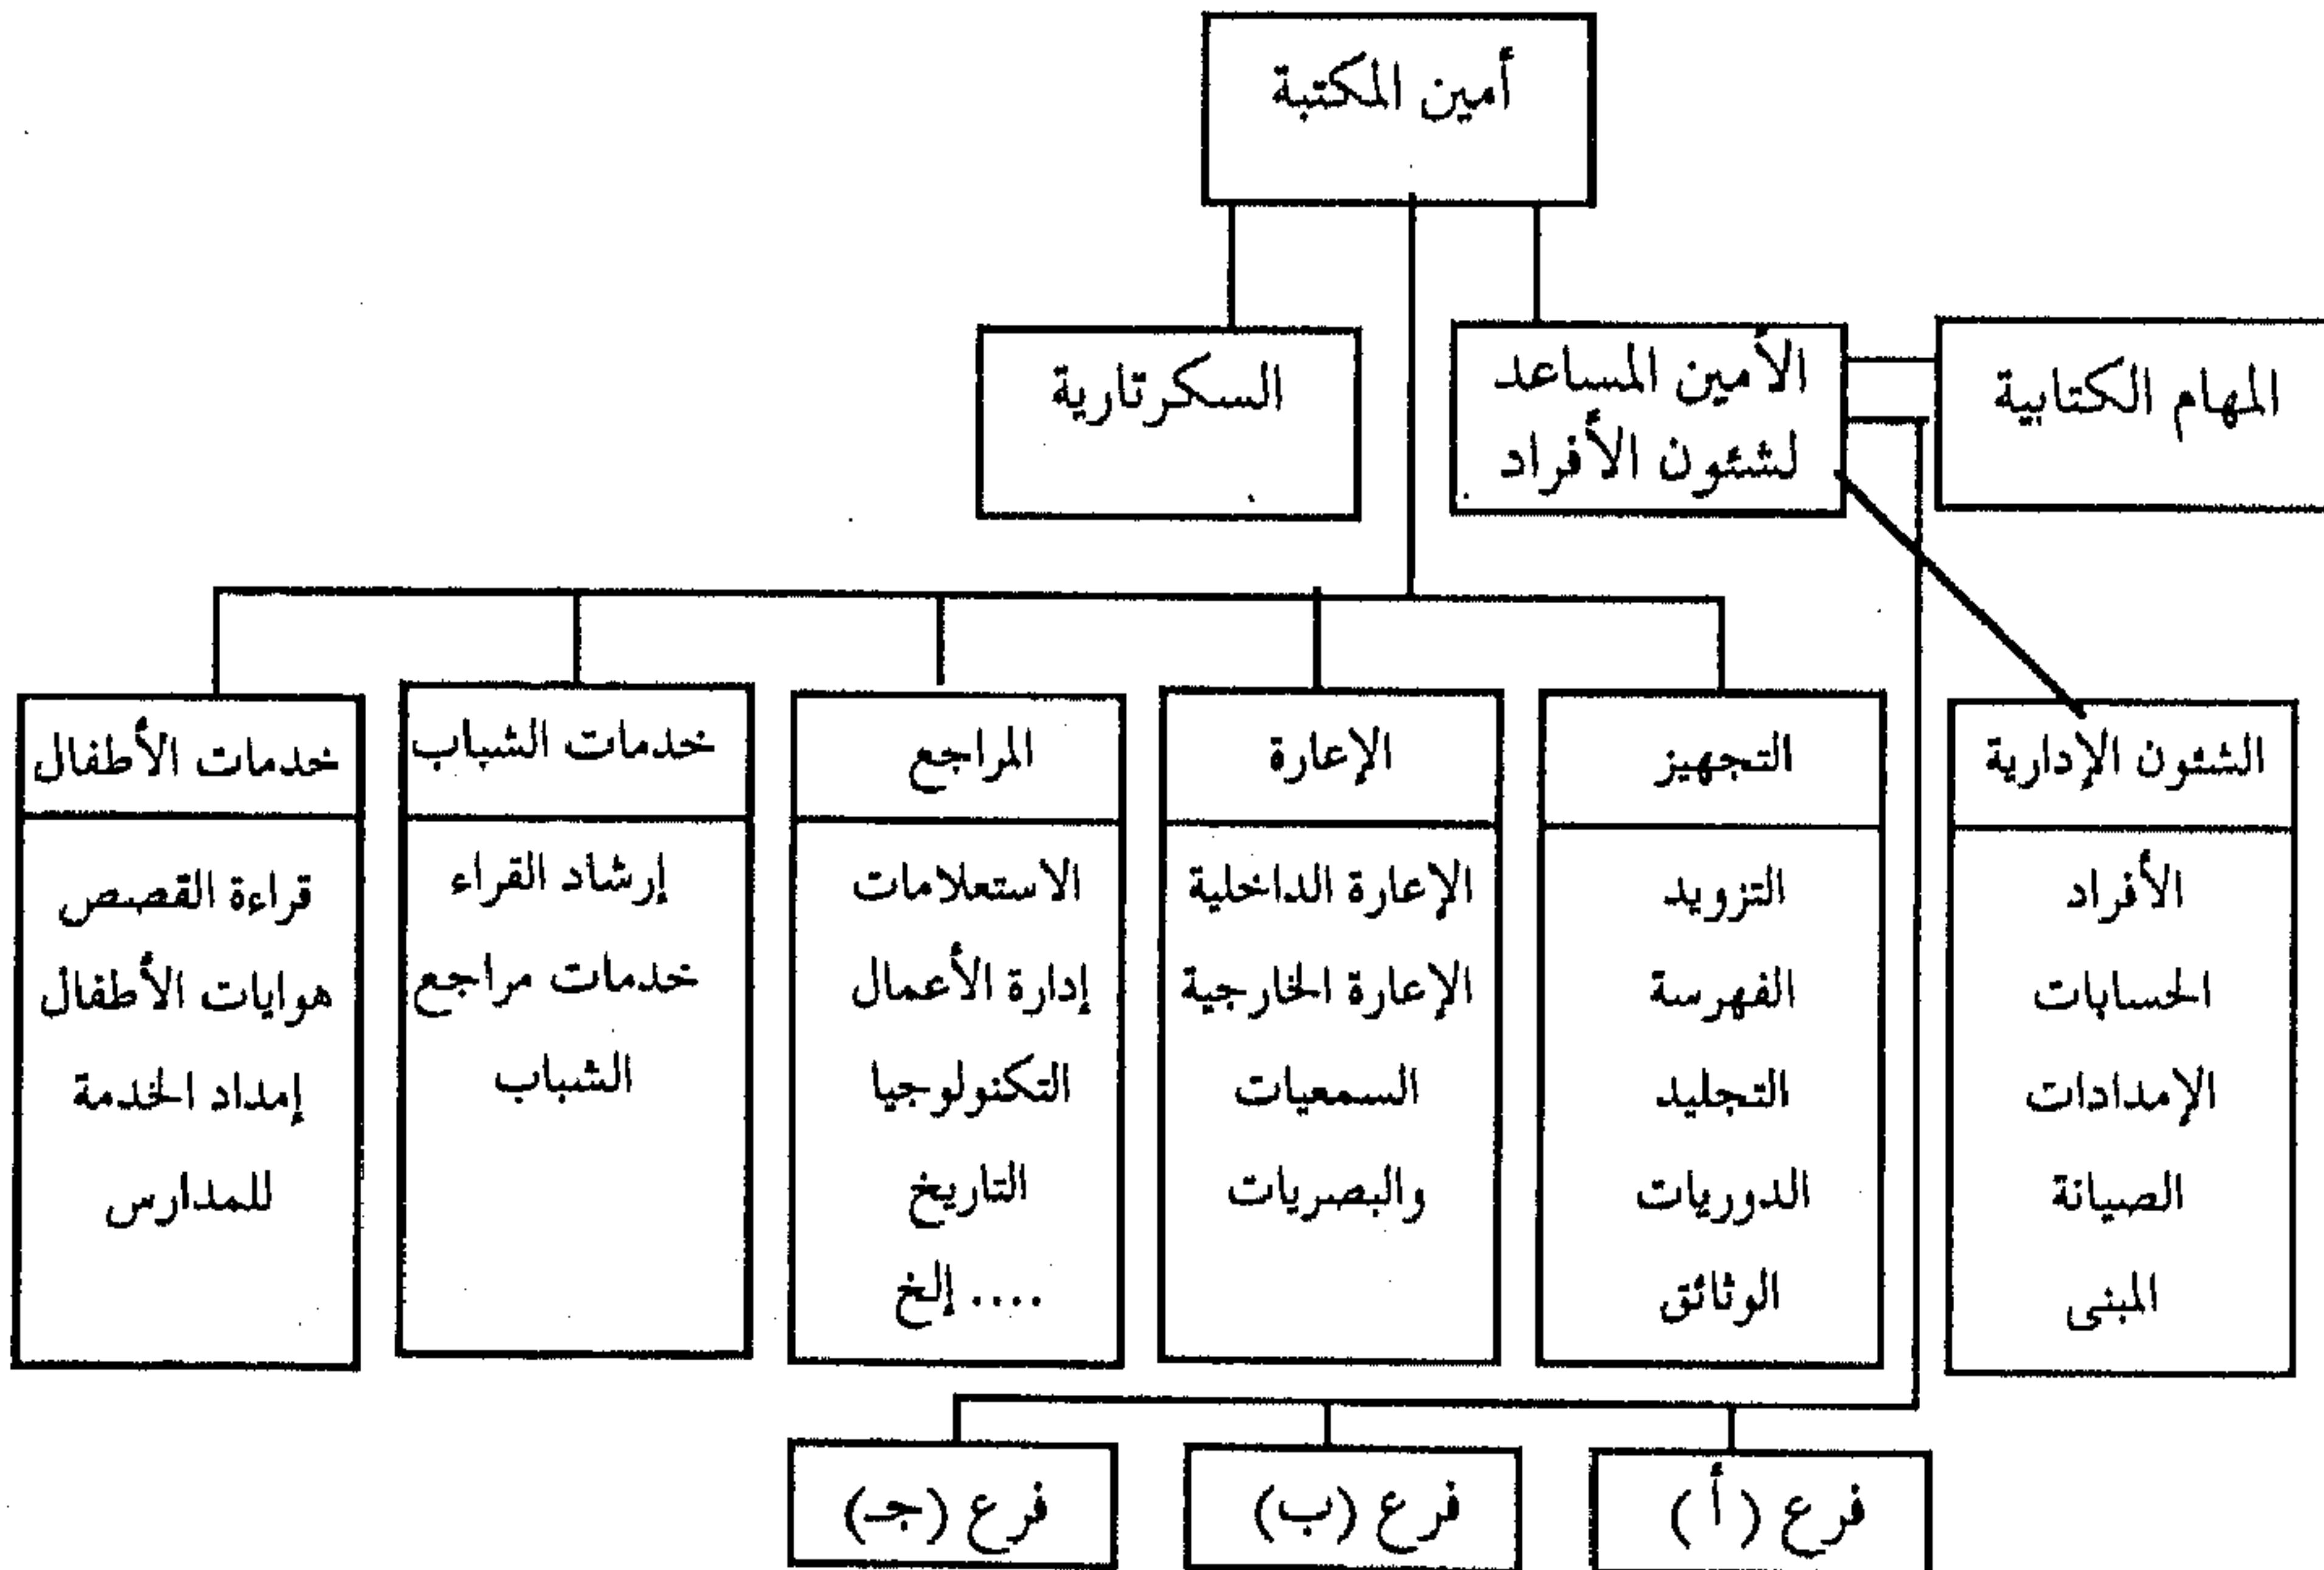 أمين المكتبة
المهام الكتابية
الأمين المساعد
لشئون الأفراد
السكرتارية
الشئون الإدارية
الأفراد
الحسابات
الإمدادات
الصيانة
المبنى
التجهيز
التزويد
الفهرسة
التجليد
الدوريات
الوثائق
الإعارة
الإعارة الداخلية
الإعارة الخارجية
السمعيات
والبصريات
المراجع
الاستعلامات
إدارة الأعمال
التكنولوجيا
التاريخ
.... إلخ
خدمات الشباب
إرشاد القراء
خدمات مراجع
الشباب
خدمات الأطفال
قراءة القصص
هوايات الأطفال
إمداد الخدمة
للمدارس
فرع (أ)
فرع (ب)
فرع (جـ)